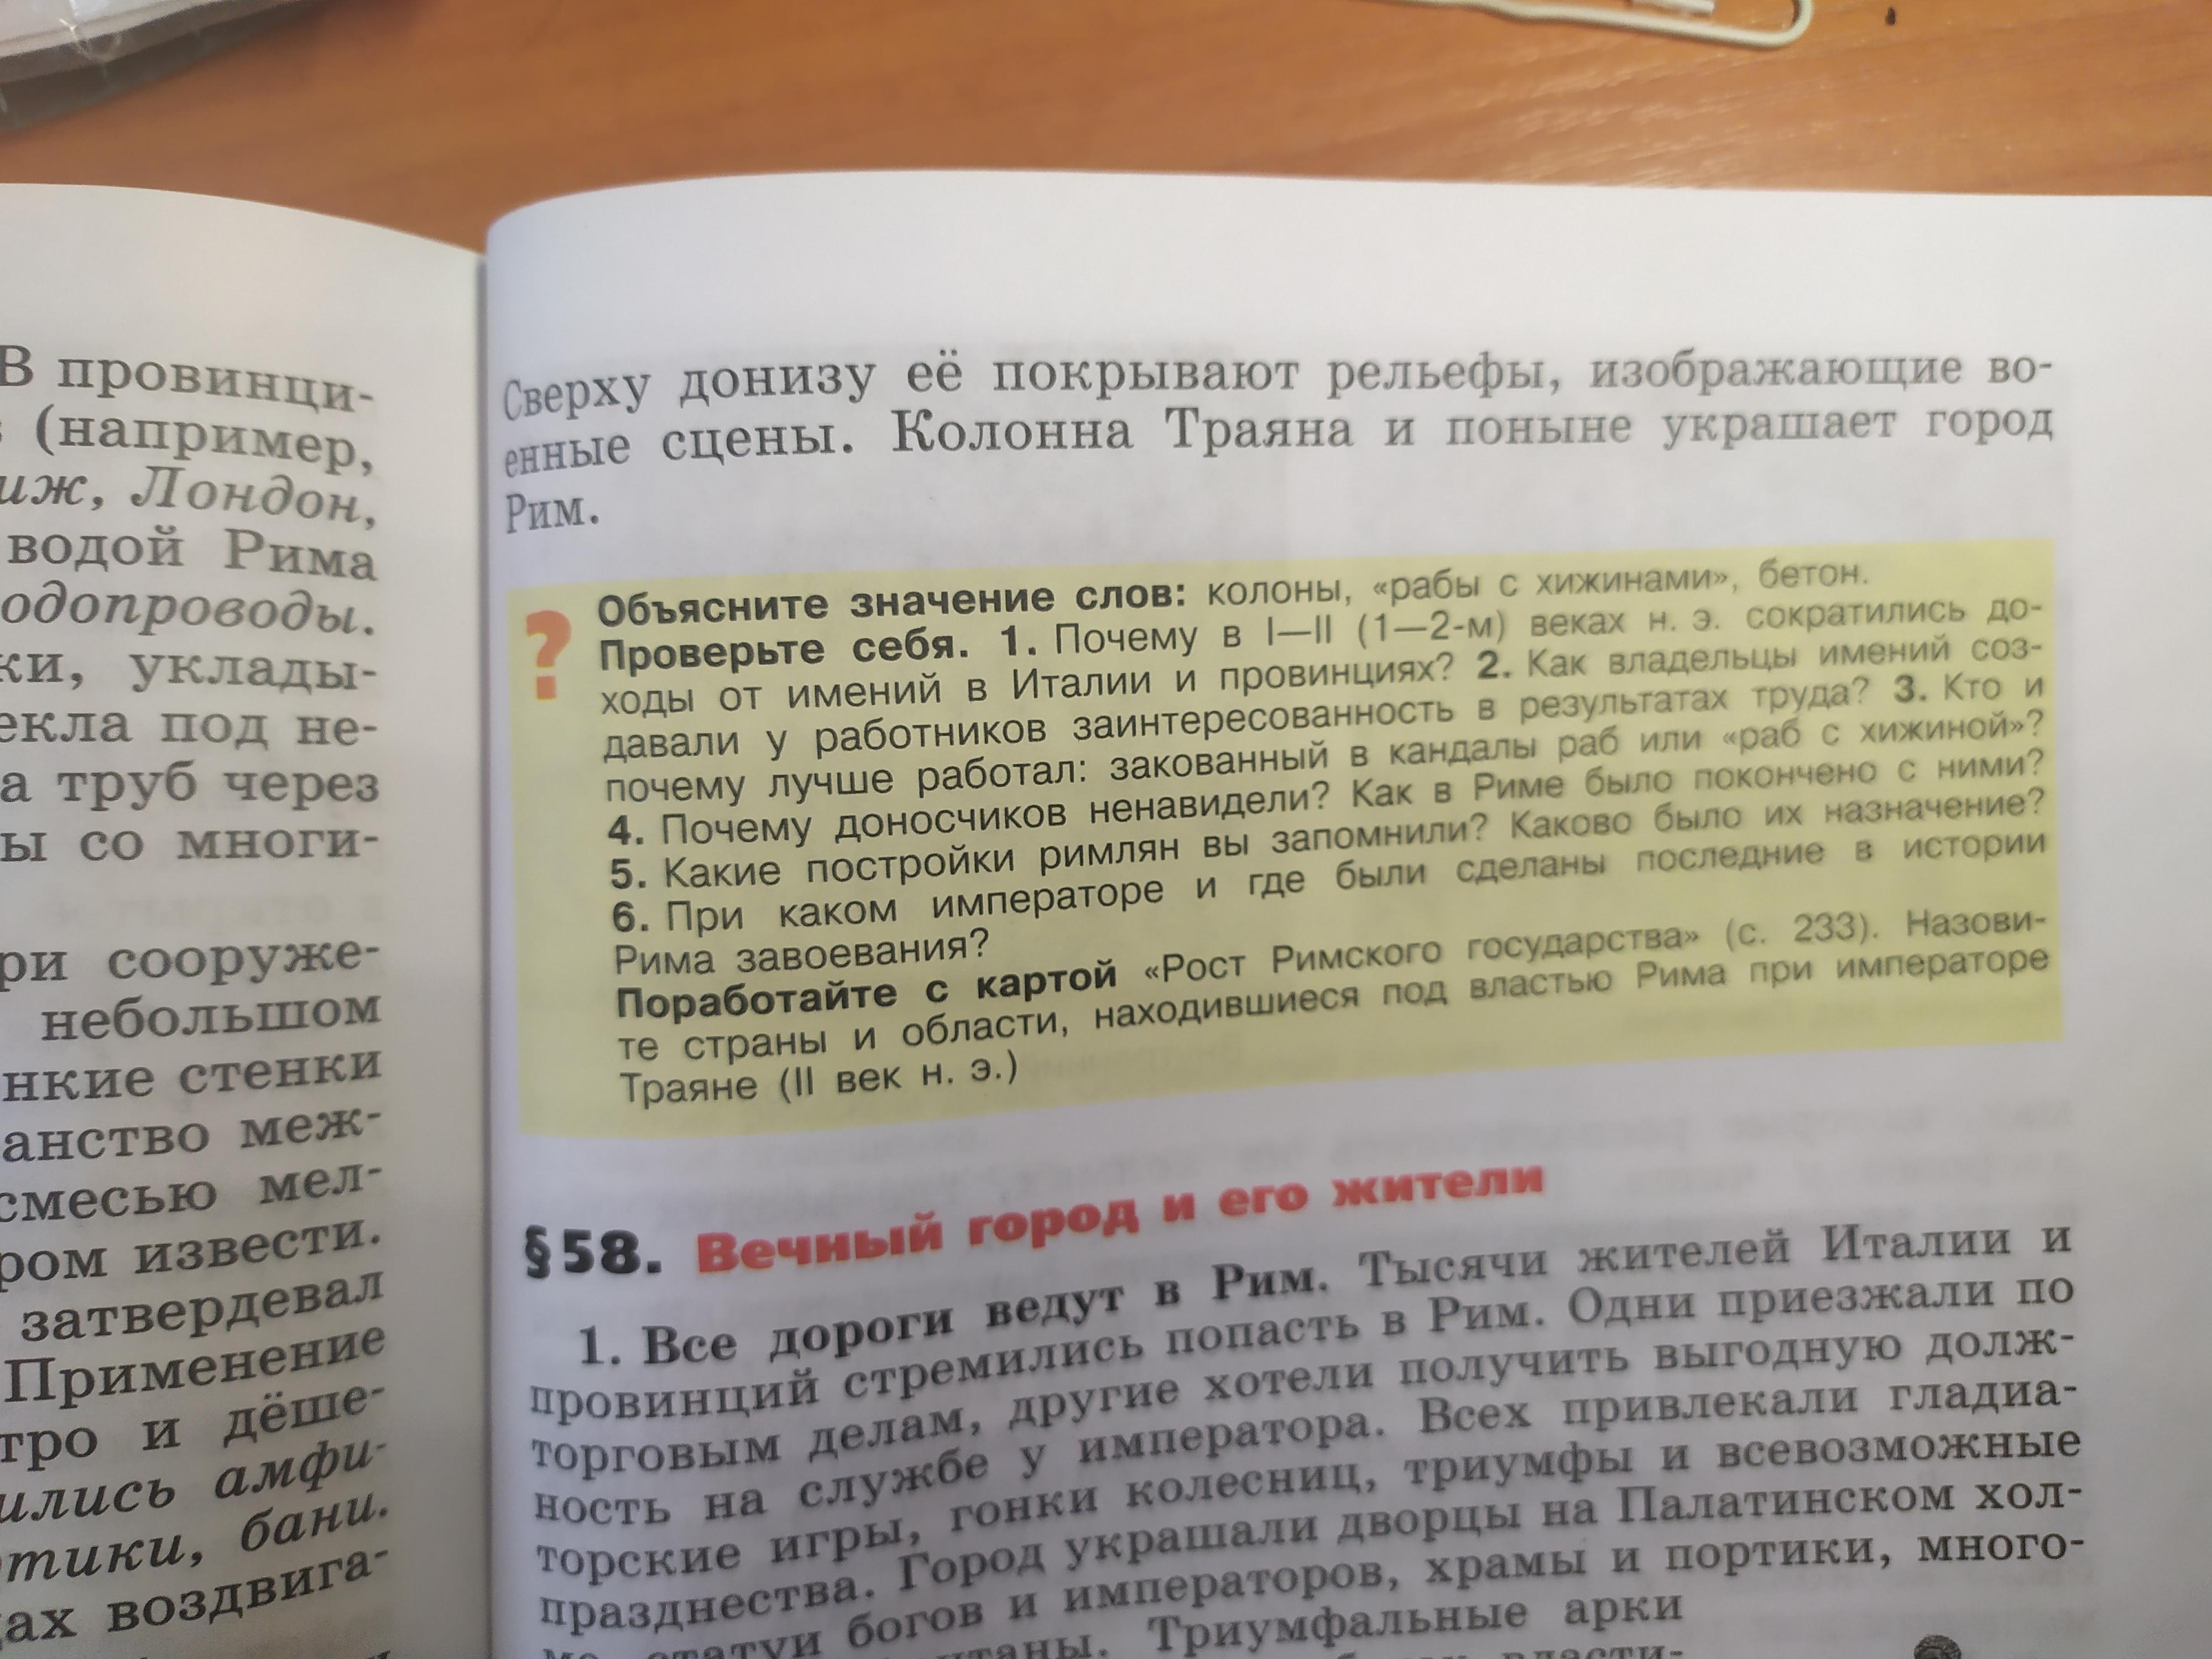 В провинци-
(например,
Лондон,
водой Рима
одопроводы.
ки, уклады-
екла под не-
а труб через
ы со многи-
ри сооруже-
небольшом
нкие стенки
анство меж-
смесью мел-
ром извести.
затвердевал
Применение
тро и дёше-
ились амфи-
тики, бани.
ах воздвига-
Сверху донизу её покрывают рельефы, изображающие во-
енные сцены. Колонна Траяна и поныне украшает город
Рим.
? Объясните значение слов: колоны, «рабы с хижинами», бетон.
Проверьте себя. 1. Почему в I—II (1—2-м) веках н. э. сократились до-
ходы от имений в Италии и провинциях? 2. Как владельцы имений соз-
давали у работников заинтересованность в результатах труда? 3. Кто и
почему лучше работал: закованный в кандалы раб или «раб с хижиной»?
4. Почему доносчиков ненавидели? Как в Риме было покончено с ними?
5. Какие постройки римлян вы запомнили? Каково было их назначение?
6. При каком императоре и где были сделаны последние в истории
Рима завоевания?
Поработайте с картой «Рост Римского государства» (с. 233). Назови-
те страны и области, находившиеся под властью Рима при императоре
Траяне (II век н. э.)
§58. Вечный город и его жители
1. Все дороги ведут в Рим. Тысячи жителей Италии и
провинций стремились попасть в Рим. Одни приезжали по
торговым делам, другие хотели получить выгодную долж-
ность на службе у императора. Всех привлекали гладиа-
торские игры, гонки колесниц, триумфы и всевозможные
празднества. Город украшали дворцы на Палатинском хол-
ме, статуи богов и императоров, храмы и портики, много-
Триумфальные арки